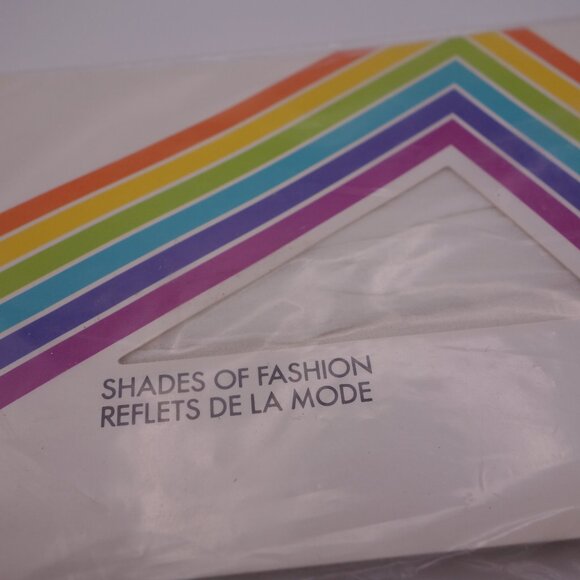 SHADES OF FASHION
REFLETS DE LA MODE